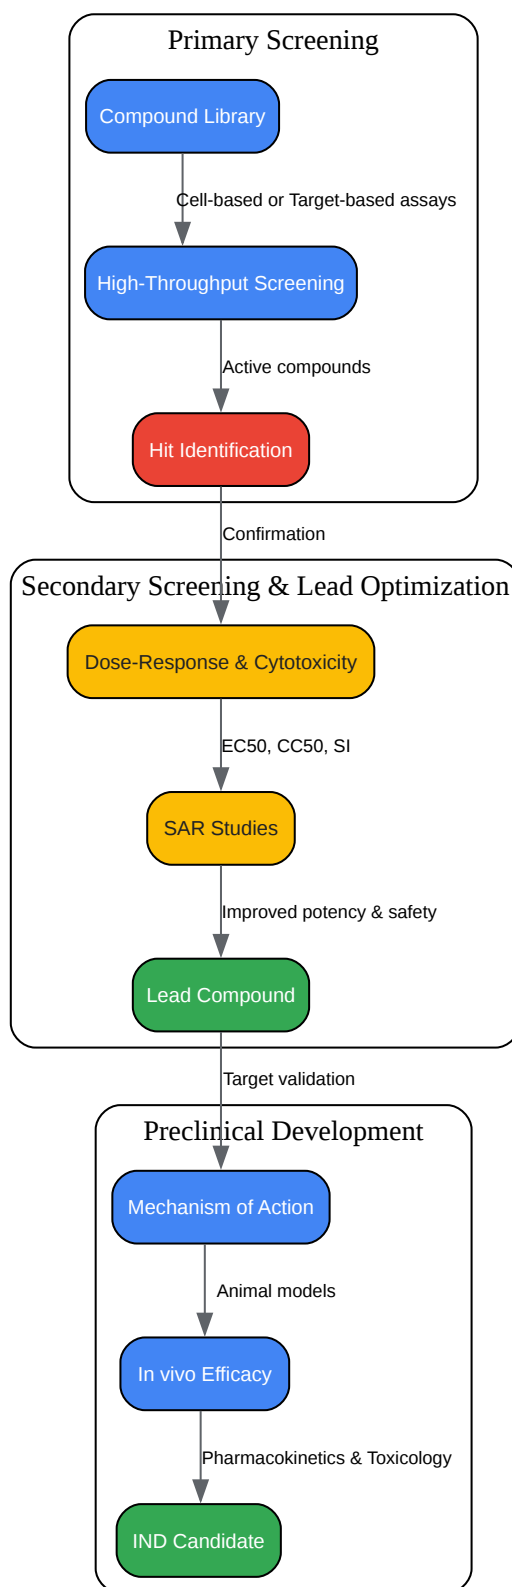 Primary Screening
Compound Library
Cell-based or Target-based assays
High-Throughput Screening
Active compounds
Hit Identification
Confirmation
Secondary Screening & Lead Optimization
Dose-Response & Cytotoxicity
EC50, CC50, SI
SAR Studies
Improved potency & safety
Lead Compound
Target validation
Preclinical Development
Mechanism of Action
Animal models
In vivo Efficacy
Pharmacokinetics & Toxicology
IND Candidate